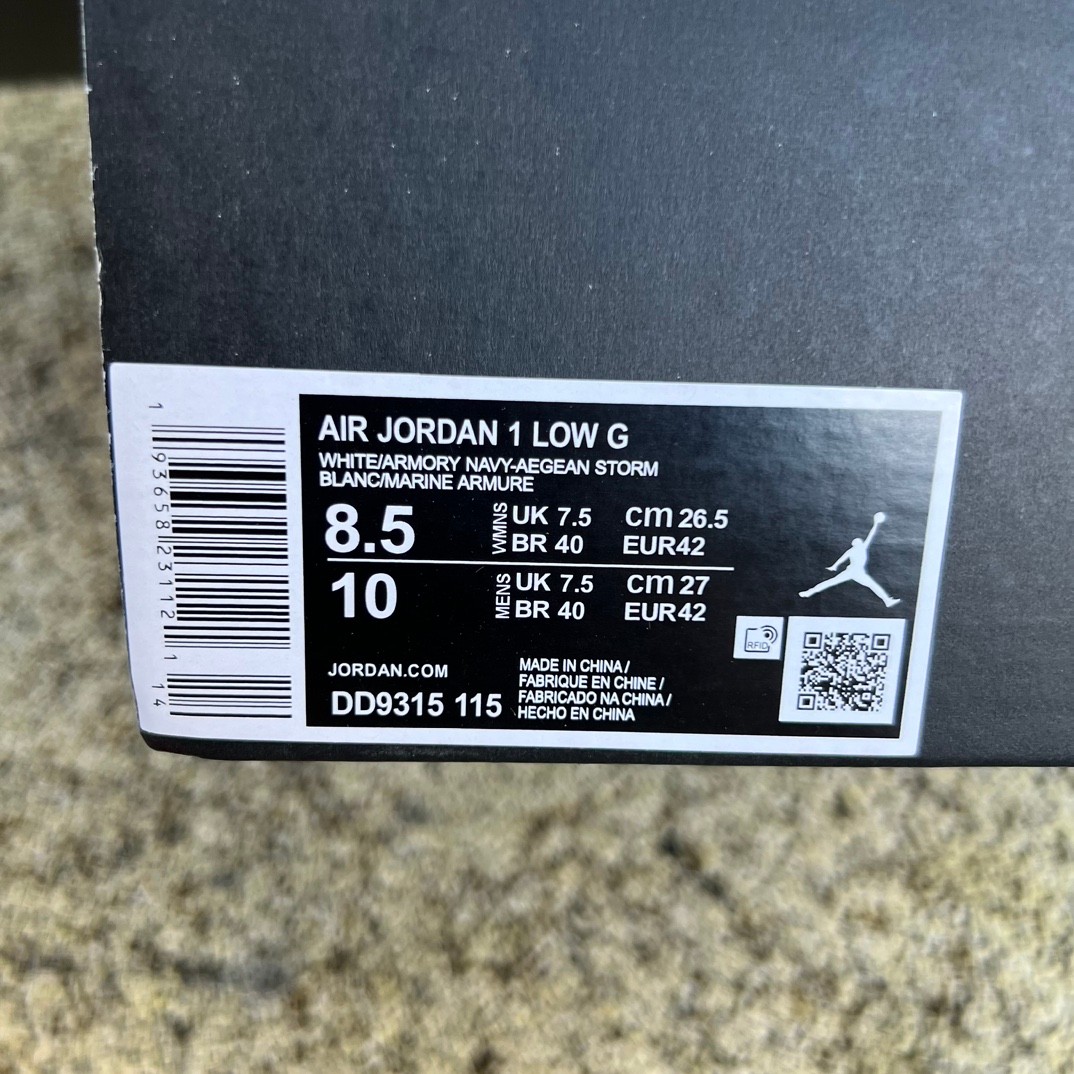 AIR JORDAN 1 LOW G
WHITE/ARMORY NAVY-AEGEAN STORM
BLANC/MARINE ARMURE
8.5 WMNS UK 7.5 cm 26.5
BR 40 EUR42
10 MENS UK 7.5 cm 27
BR 40 EUR42
RFID
JORDAN.COM
DD9315 115
MADE IN CHINA /
FABRIQUE EN CHINE /
FABRICADO NA CHINA /
HECHO EN CHINA
1 93658 23112 1 14